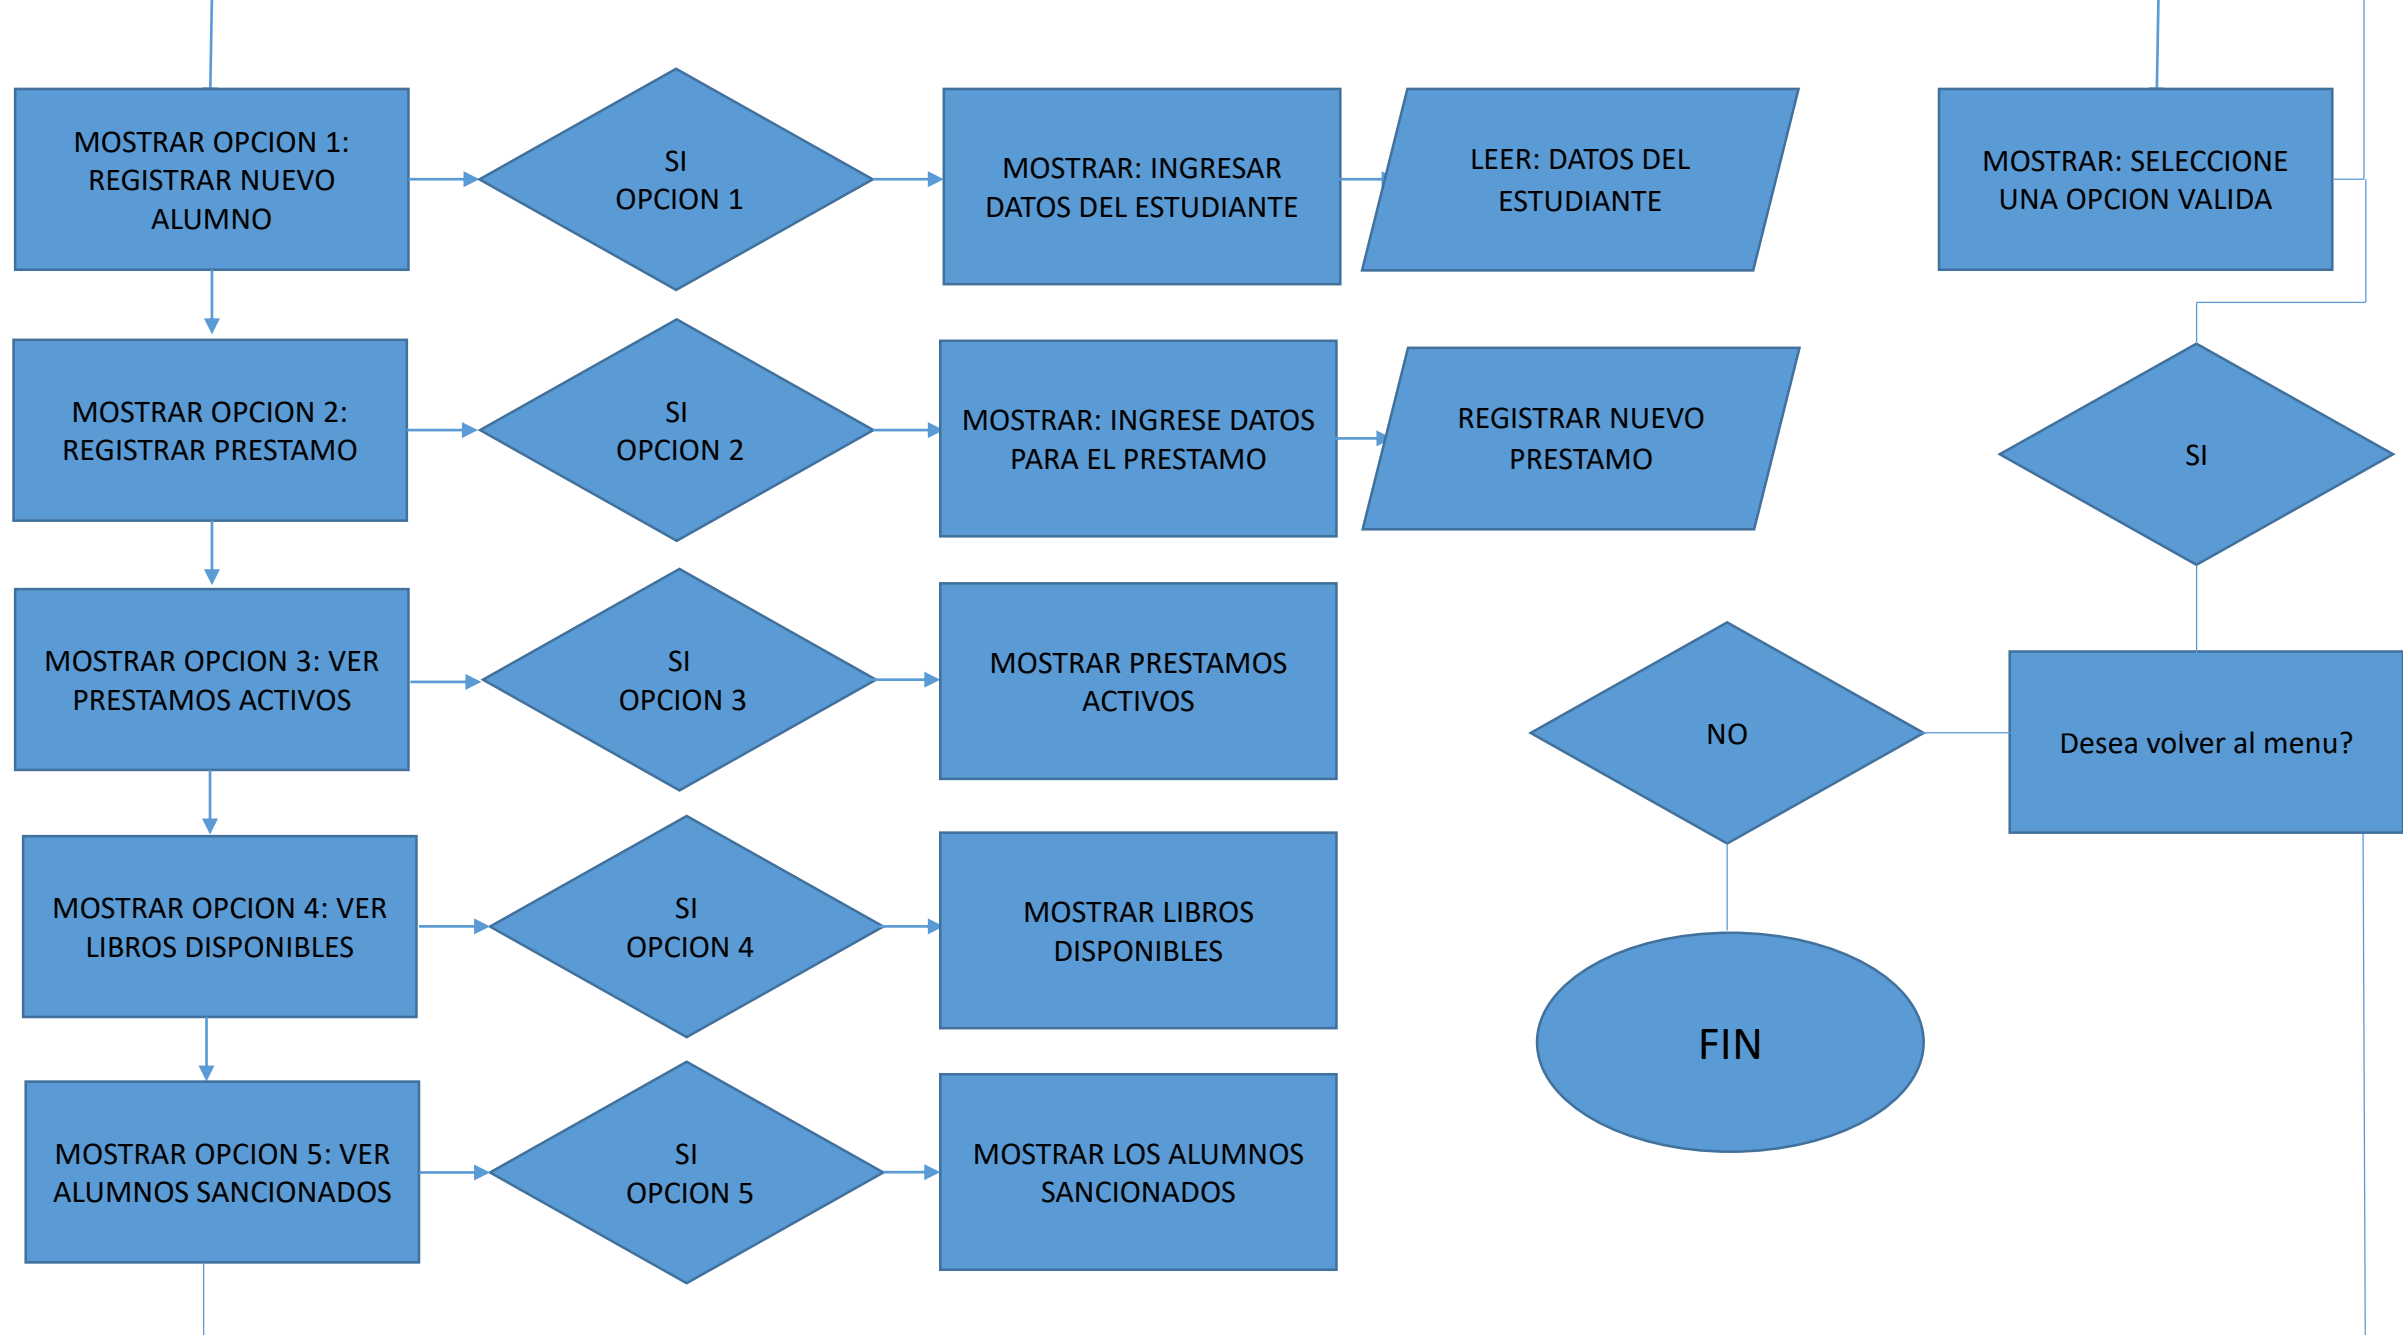 MOSTRAR OPCION 1:
REGISTRAR NUEVO
ALUMNO
SI
OPCION 1
MOSTRAR: INGRESAR
DATOS DEL ESTUDIANTE
LEER: DATOS DEL
ESTUDIANTE
MOSTRAR: SELECCIONE
UNA OPCION VALIDA
MOSTRAR OPCION 2:
REGISTRAR PRESTAMO
SI
OPCION 2
MOSTRAR: INGRESE DATOS
PARA EL PRESTAMO
REGISTRAR NUEVO
PRESTAMO
SI
MOSTRAR OPCION 3: VER
PRESTAMOS ACTIVOS
SI
OPCION 3
MOSTRAR PRESTAMOS
ACTIVOS
NO
Desea volver al menu?
MOSTRAR OPCION 4: VER
LIBROS DISPONIBLES
SI
OPCION 4
MOSTRAR LIBROS
DISPONIBLES
FIN
MOSTRAR OPCION 5: VER
ALUMNOS SANCIONADOS
SI
OPCION 5
MOSTRAR LOS ALUMNOS
SANCIONADOS